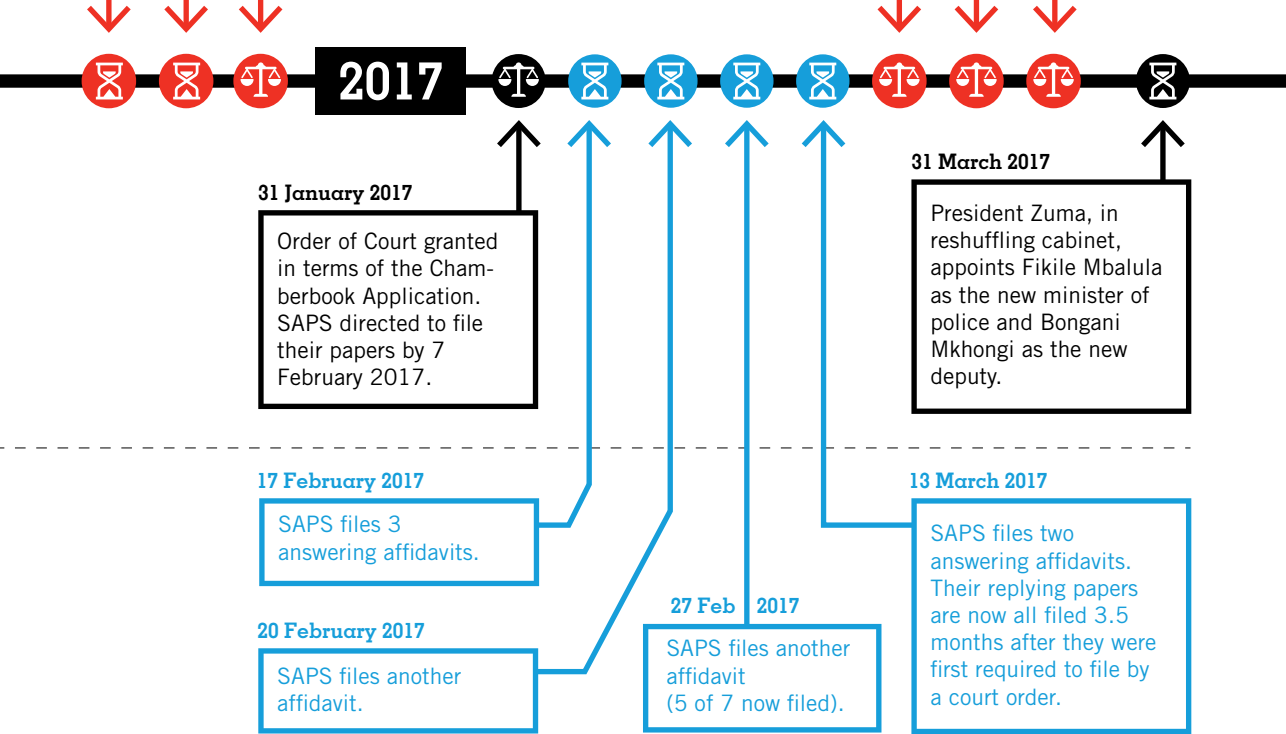 2017
31 January 2017
Order of Court granted
in terms of the Cham-
berbook Application.
SAPS directed to file
their papers by 7
February 2017.
31 March 2017
President Zuma, in
reshuffling cabinet,
appoints Fikile Mbalula
as the new minister of
police and Bongani
Mkhongi as the new
deputy.
17 February 2017
SAPS files 3
answering affidavits.
20 February 2017
SAPS files another
affidavit.
27 Feb 2017
SAPS files another
affidavit
(5 of 7 now filed).
13 March 2017
SAPS files two
answering affidavits.
Their replying papers
are now all filed 3.5
months after they were
first required to file by
a court order.